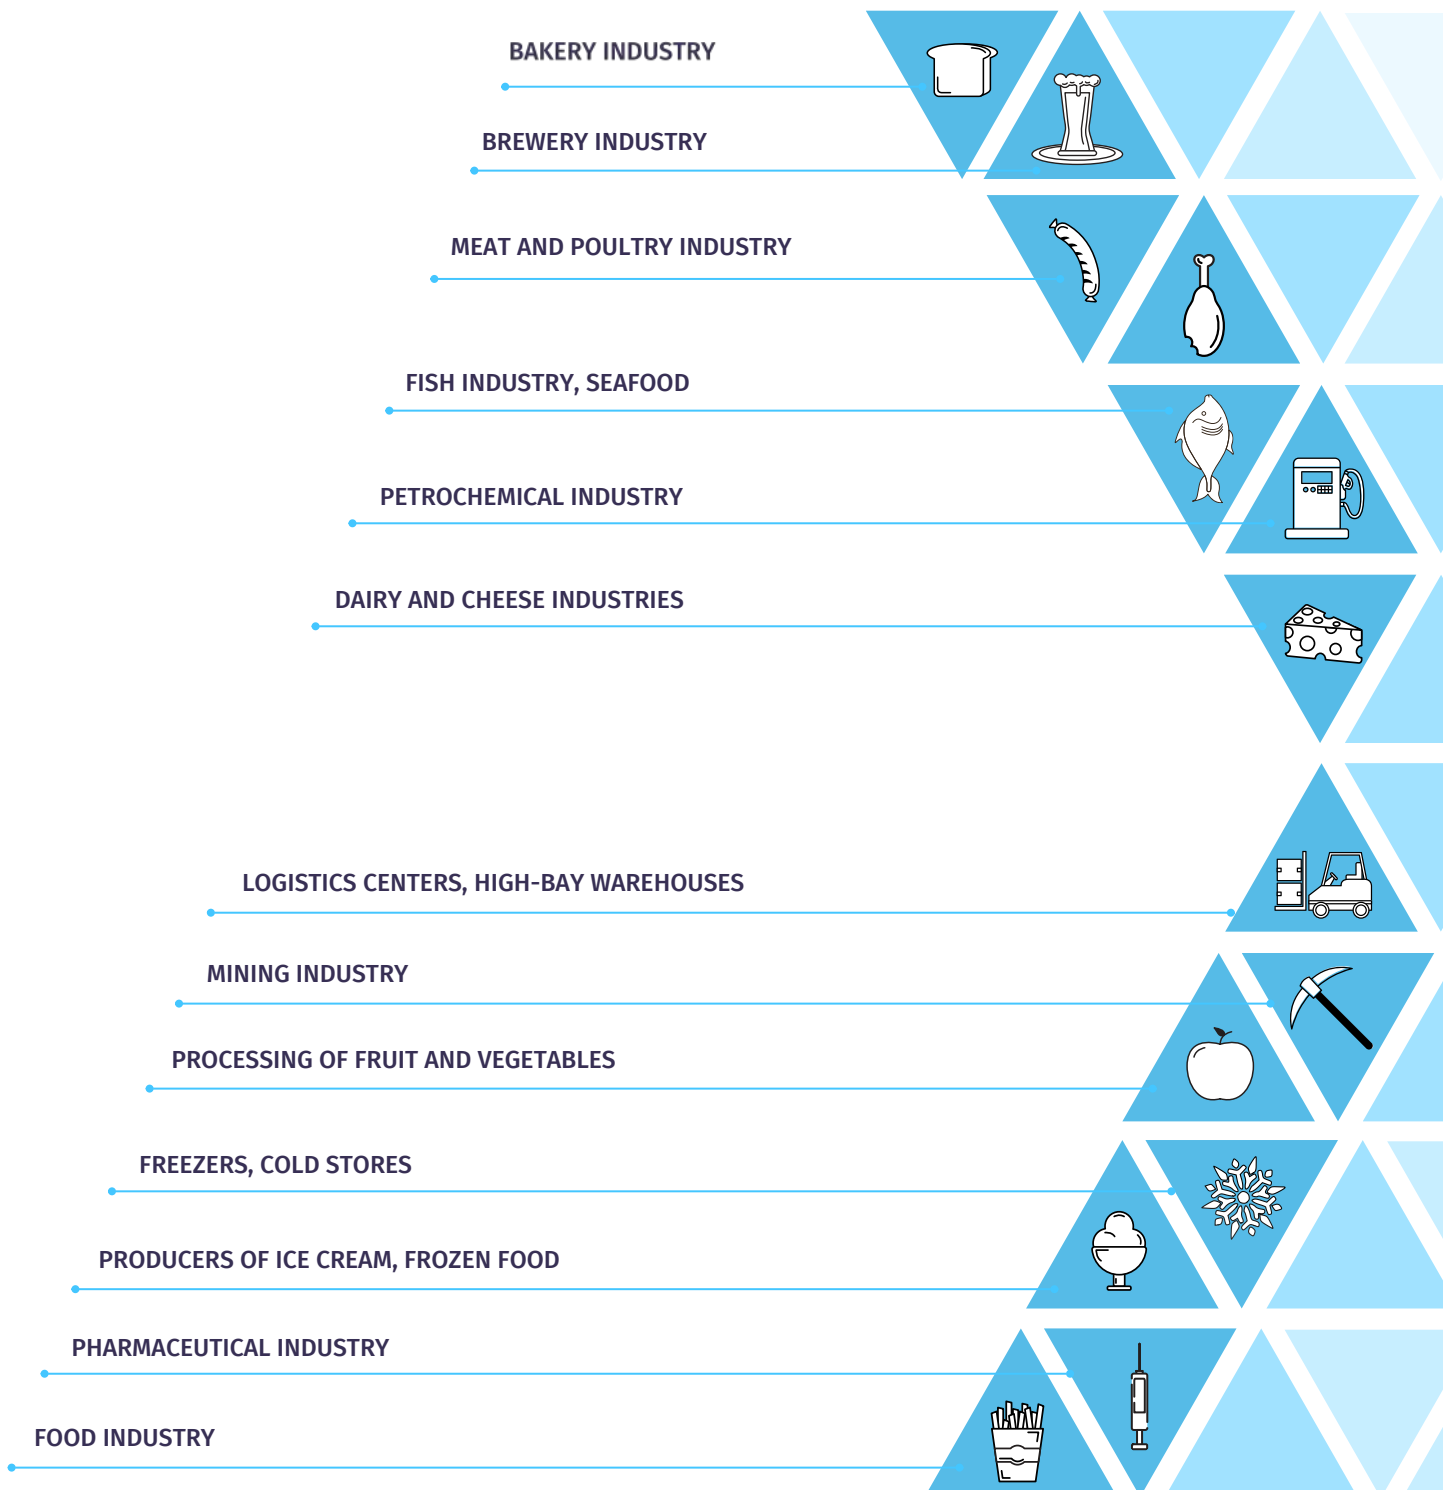 BAKERY INDUSTRY
BREWERY INDUSTRY
MEAT AND POULTRY INDUSTRY
FISH INDUSTRY, SEAFOOD
PETROCHEMICAL INDUSTRY
DAIRY AND CHEESE INDUSTRIES
LOGISTICS CENTERS, HIGH-BAY WAREHOUSES
MINING INDUSTRY
PROCESSING OF FRUIT AND VEGETABLES
FREEZERS, COLD STORES
PRODUCERS OF ICE CREAM, FROZEN FOOD
PHARMACEUTICAL INDUSTRY
FOOD INDUSTRY